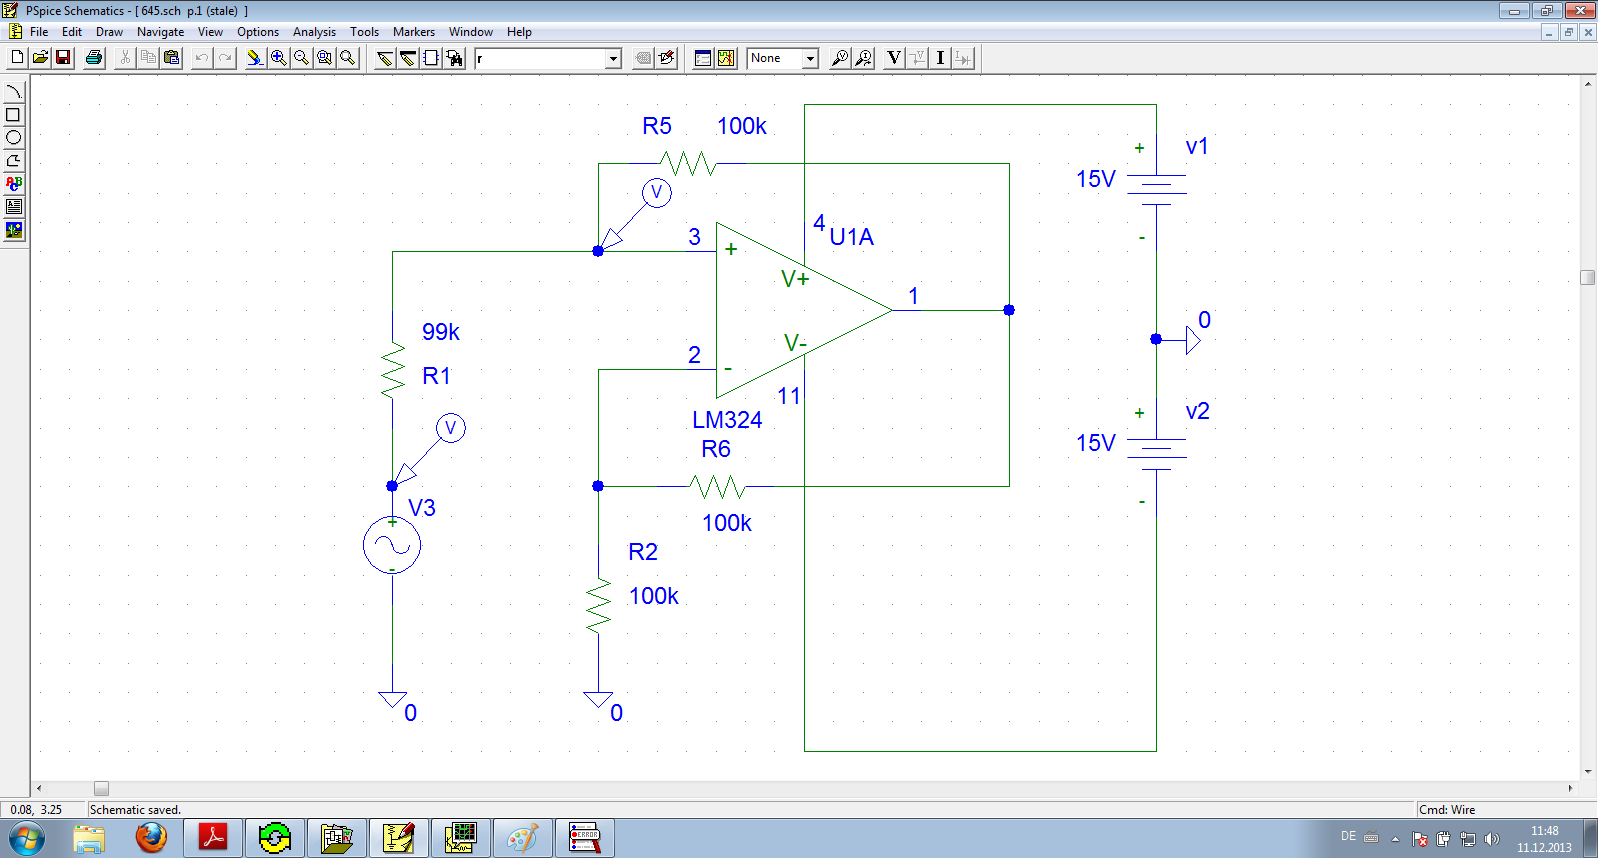 PSpice Schematics - [ 645.sch  p.1 (stale)  ]
File Edit Draw Navigate View Options Analysis Tools Markers Window Help
r
None
V
I
ABC
R5 100k
V
3
+
4
U1A
V+
1
99k
R1
2
-
V-
11
LM324
R6
100k
V
V3
+
-
0
R2
100k
0
+
v1
15V
-
0
+
v2
15V
-
0.08, 3.25
Schematic saved.
Cmd: Wire
ERROR
DE
11:48
11.12.2013